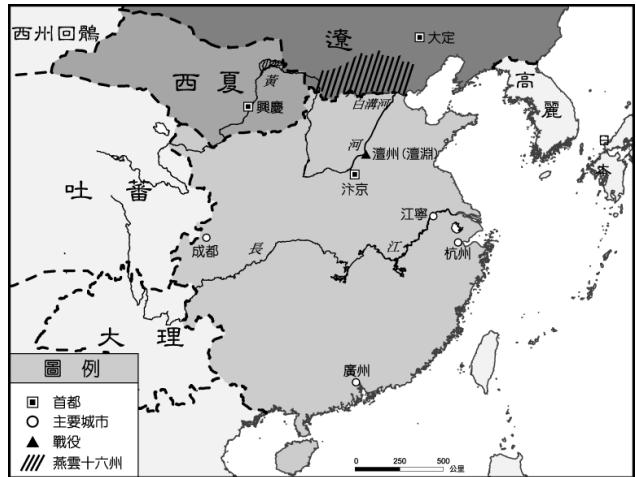 西州回鶻
遼
大定
西夏
黃
興慶
白溝河
高麗
河
澶州(澶淵)
汴京
日本
吐蕃
江寧
成都
長
江
杭州
大理
廣州
圖例
首都
主要城市
戰役
燕雲十六州
0 250 500
公里